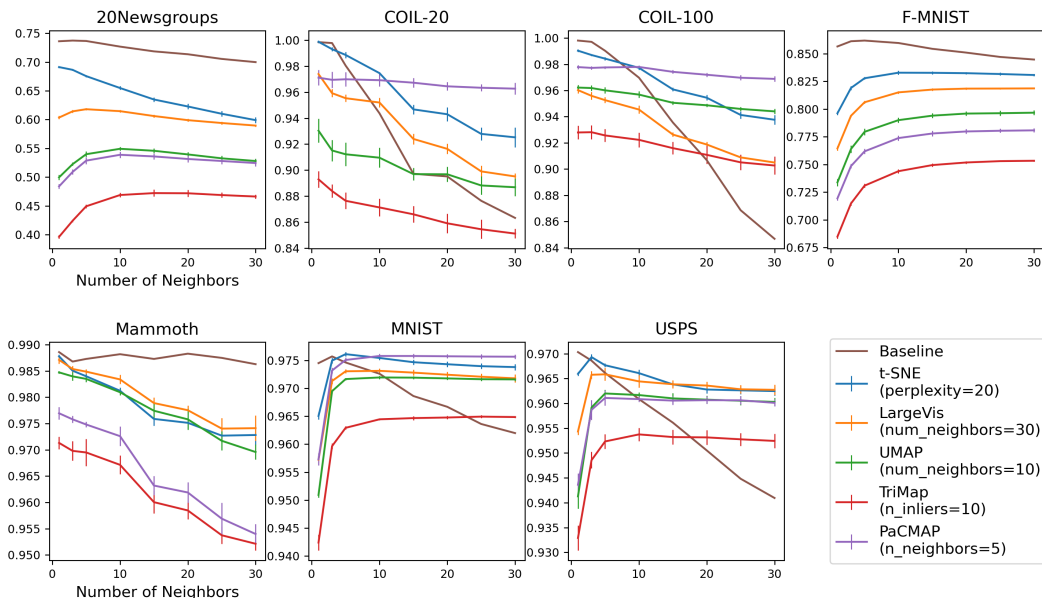 20Newsgroups
0.75
0.70
0.65
0.60
0.55
0.50
0.45
0.40
0 10 20 30
Number of Neighbors
COIL-20
1.00
0.98
0.96
0.94
0.92
0.90
0.88
0.86
0.84
0 10 20 30
COIL-100
1.00
0.98
0.96
0.94
0.92
0.90
0.88
0.86
0.84
0 10 20 30
F-MNIST
0.850
0.825
0.800
0.775
0.750
0.725
0.700
0.675
0 10 20 30
Mammoth
0.990
0.985
0.980
0.975
0.970
0.965
0.960
0.955
0.950
0 10 20 30
Number of Neighbors
MNIST
0.975
0.970
0.965
0.960
0.955
0.950
0.945
0.940
0 10 20 30
USPS
0.970
0.965
0.960
0.955
0.950
0.945
0.940
0.935
0.930
0 10 20 30
Baseline
t-SNE
(perplexity=20)
LargeVis
(num_neighbors=30)
UMAP
(num_neighbors=10)
TriMap
(n_inliers=10)
PaCMAP
(n_neighbors=5)